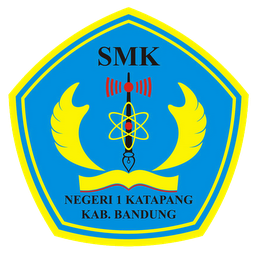 SMK
NEGERI 1 KATAPANG
KAB. BANDUNG